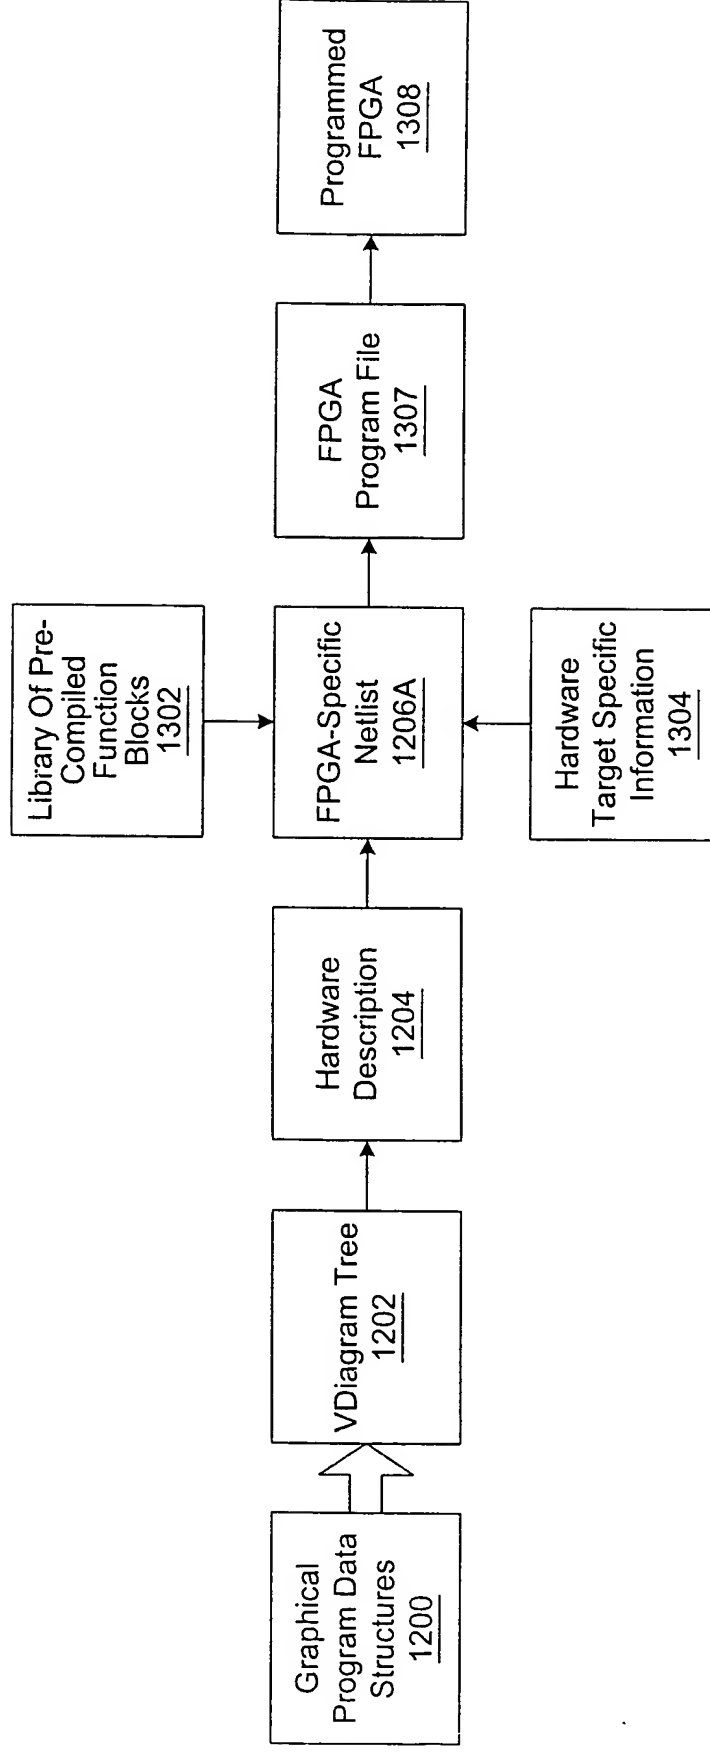 Graphical
Program Data
Structures
1200
VDiagram Tree
1202
Hardware
Description
1204
Library Of Pre-
Compiled
Function
Blocks
1302
FPGA-Specific
Netlist
1206A
Hardware
Target Specific
Information
1304
FPGA
Program File
1307
Programmed
FPGA
1308